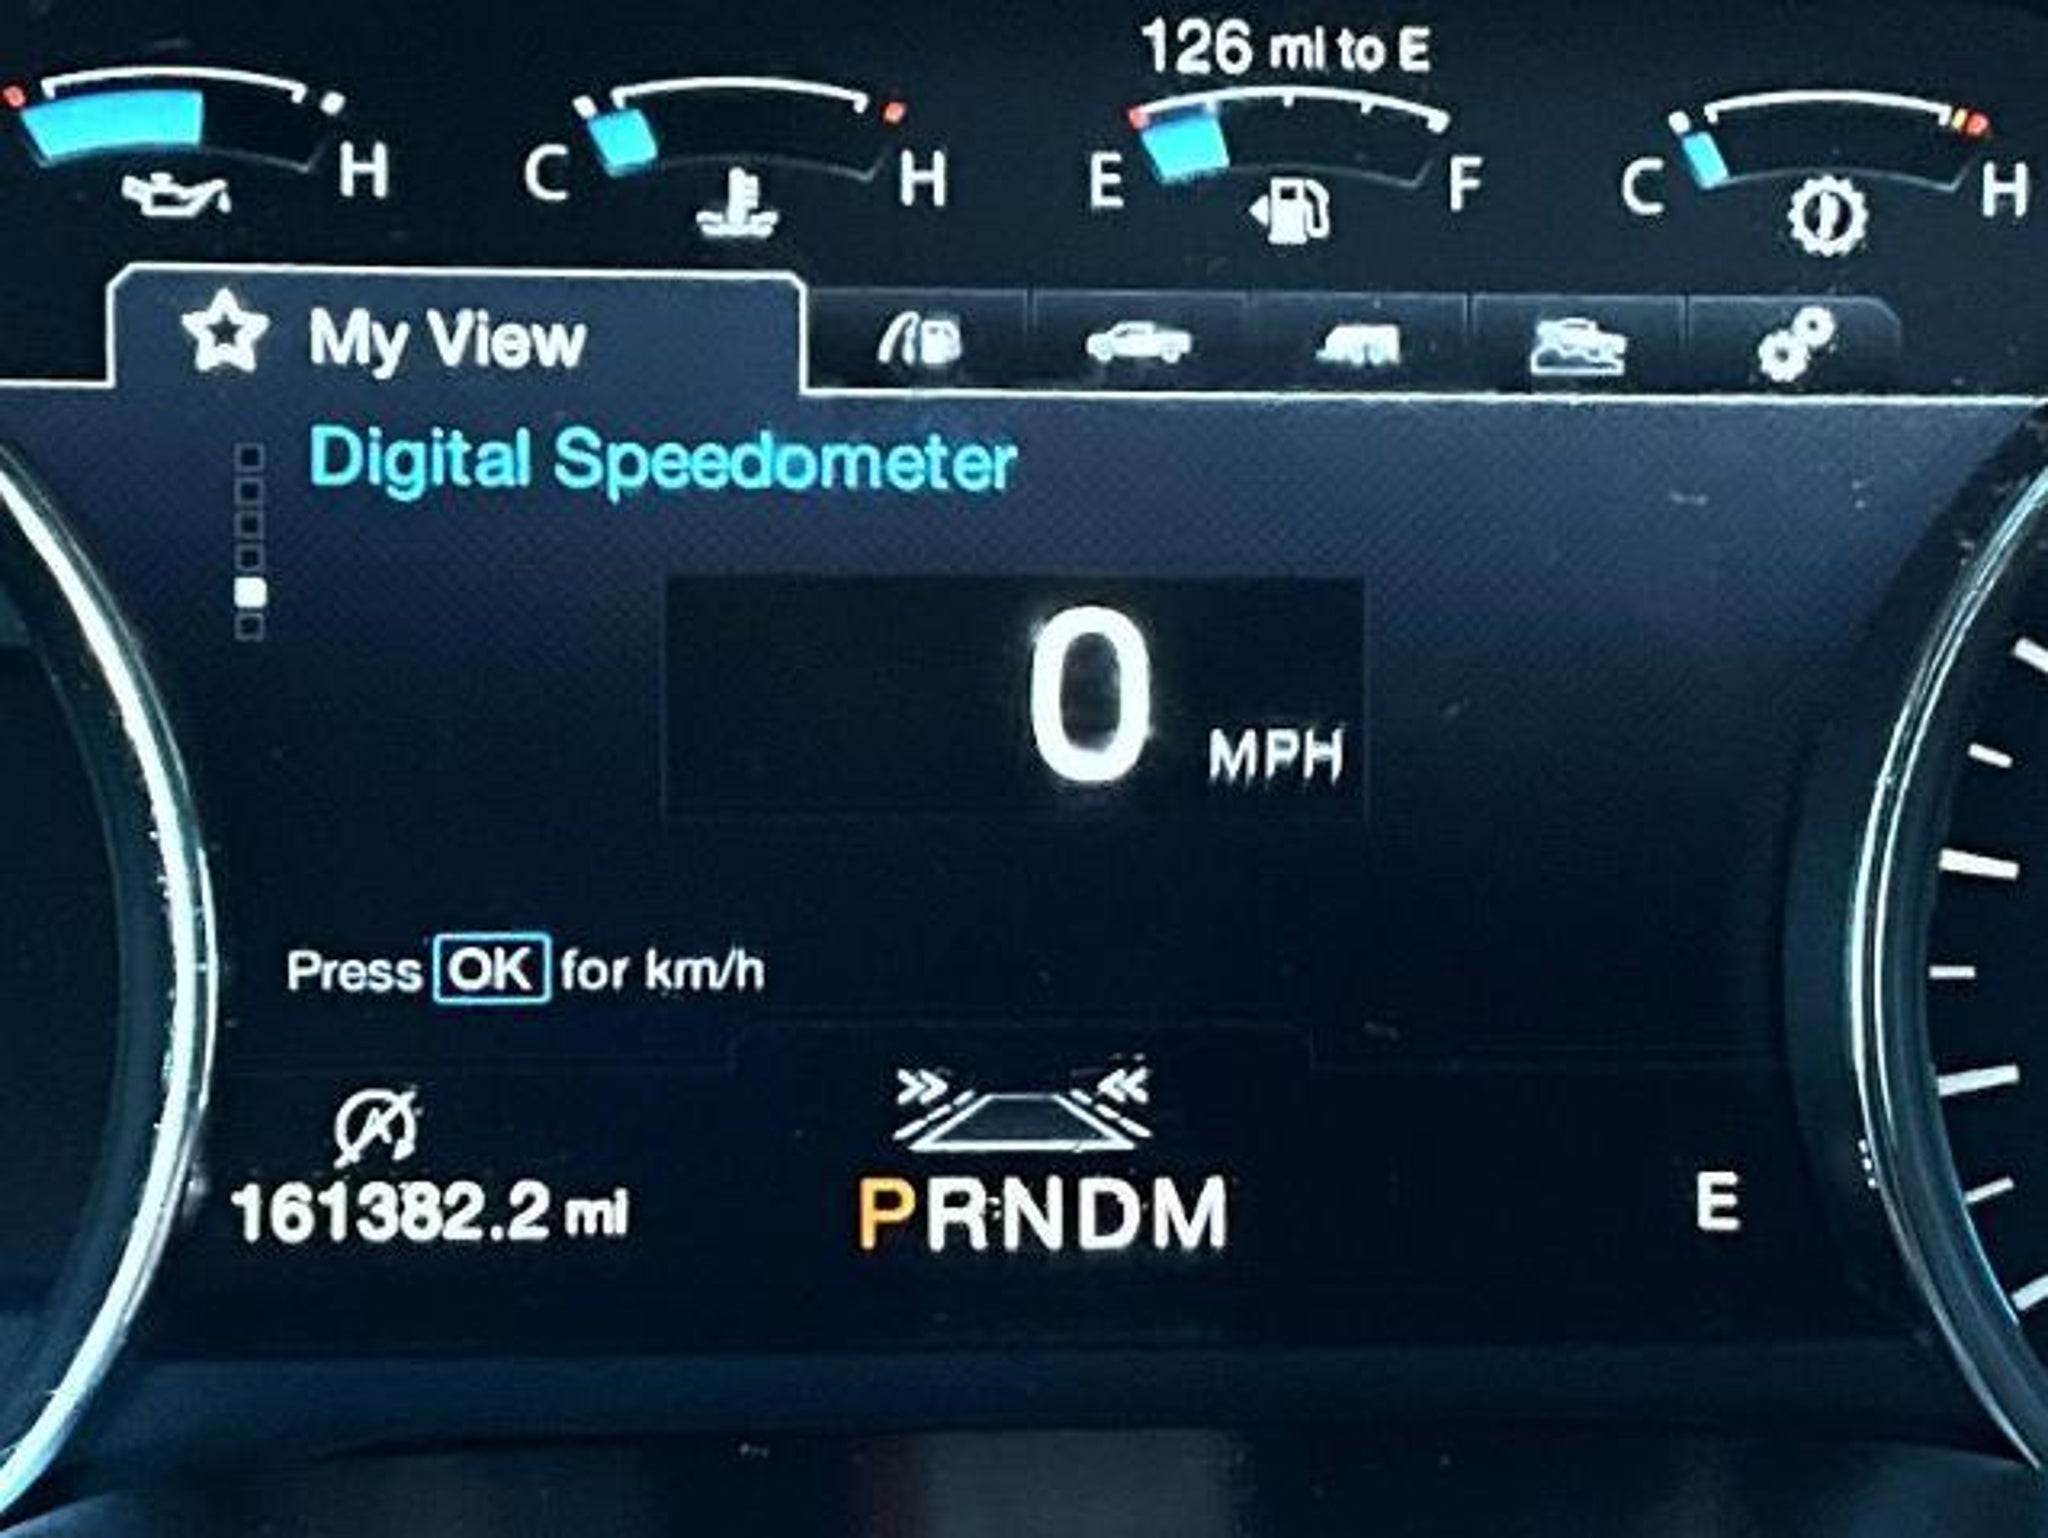 126 mi to E
H
C H
E F
C H
My View
Digital Speedometer
0 MPH
Press OK for km/h
161382.2 mi
PRNDM
E